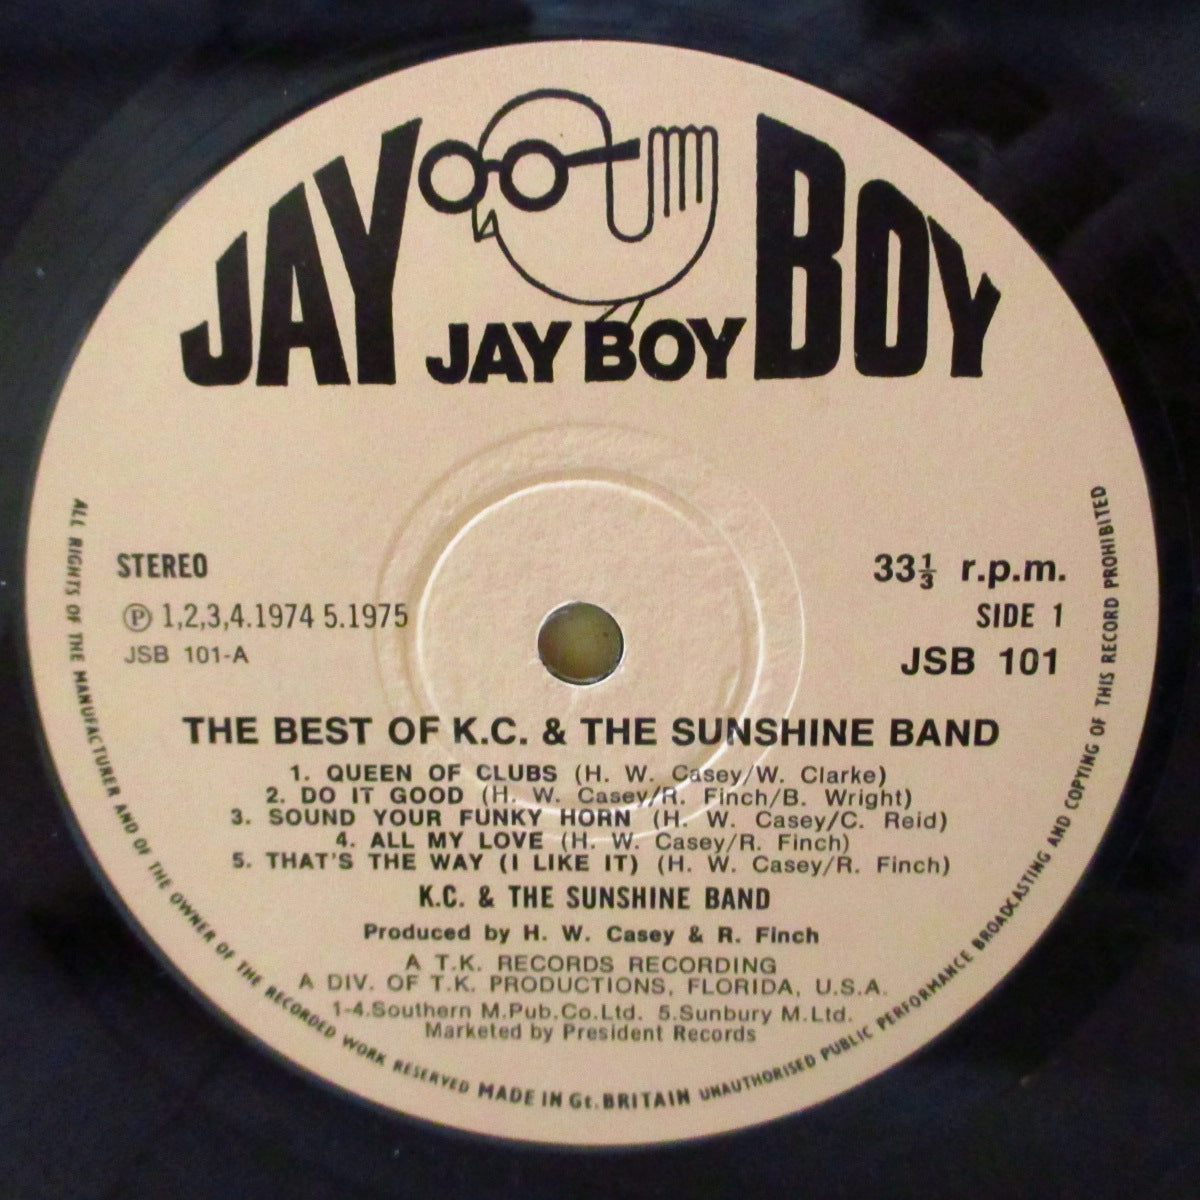 JAY BOY
JAY BOY
STEREO
Ⓟ 1,2,3,4.1974 5.1975
JSB 101-A
33⅓ r.p.m.
SIDE 1
JSB 101
THE BEST OF K.C. & THE SUNSHINE BAND
1. QUEEN OF CLUBS (H. W. Casey/W. Clarke)
2. DO IT GOOD (H. W. Casey/R. Finch/B. Wright)
3. SOUND YOUR FUNKY HORN (H. W. Casey/C. Reid)
4. ALL MY LOVE (H. W. Casey/R. Finch)
5. THAT'S THE WAY (I LIKE IT) (H. W. Casey/R. Finch)
K.C. & THE SUNSHINE BAND
Produced by H. W. Casey & R. Finch
A T.K. RECORDS RECORDING
A DIV. OF T.K. PRODUCTIONS, FLORIDA, U.S.A.
1-4.Southern M.Pub.Co.Ltd. 5.Sunbury M.Ltd.
Marketed by President Records
ALL RIGHTS OF THE MANUFACTURER AND OF THE OWNER OF THE RECORDED WORK RESERVED MADE IN Gt. BRITAIN UNAUTHORISED PUBLIC PERFORMANCE BROADCASTING AND COPYING OF THIS RECORD PROHIBITED